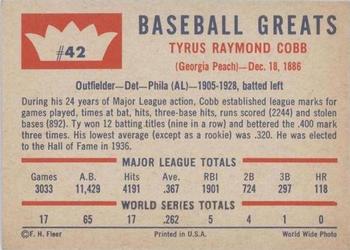 #42
BASEBALL GREATS
TYRUS RAYMOND COBB
(Georgia Peach)—Dec. 18, 1886
Outfielder—Det—Phila (AL)—1905-1928, batted left
During his 24 years of Major League action, Cobb established league marks for
games played, times at bat, hits, three-base hits, runs scored (2244) and stolen
bases (892). Ty won 12 batting titles (nine in a row) and bettered the .400 mark
three times. His lowest average (except as a rookie) was .320. He was elected
to the Hall of Fame in 1936.
MAJOR LEAGUE TOTALS
Games A.B. Hits Ave. RBI 2B 3B HR
3033 11,429 4191 .367 1901 724 297 118
WORLD SERIES TOTALS
17 65 17 .262 5 4 1 0
©F. H. Fleer Printed in U.S.A. World Wide Photo